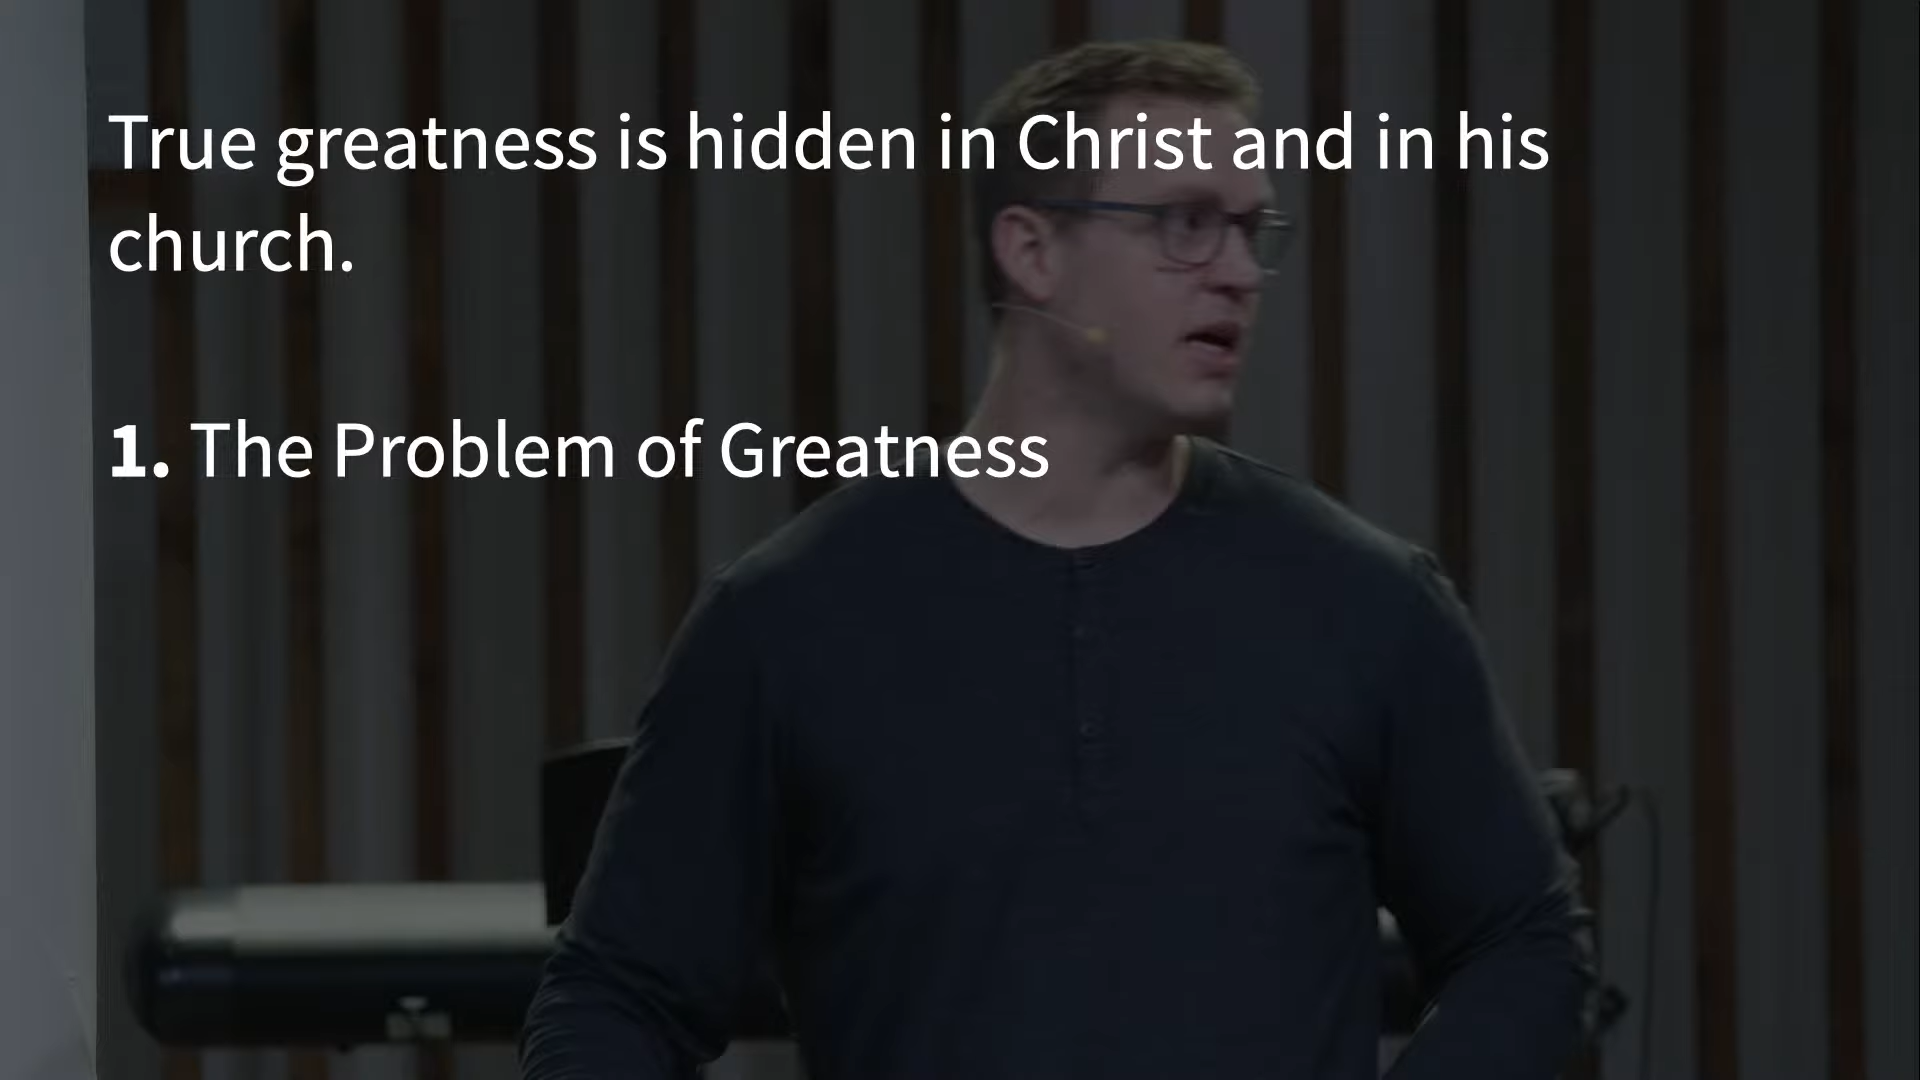 True greatness is hidden in Christ and in his
church.
1. The Problem of Greatness